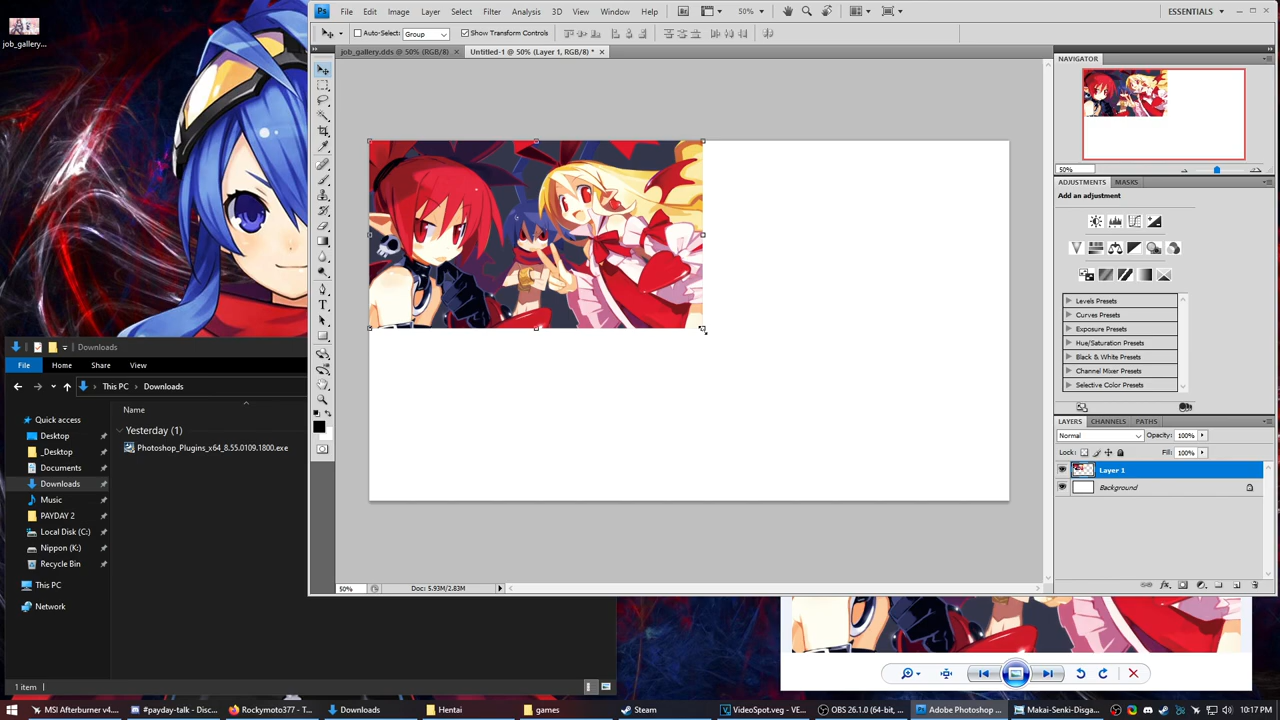 job_gallery...
Ps
File
Edit
Image
Layer
Select
Filter
Analysis
3D
View
Window
Help
50%
ESSENTIALS
Auto-Select:
Group
Show Transform Controls
job_gallery.dds @ 50% (RGB/8)
Untitled-1 @ 50% (Layer 1, RGB/8) *
NAVIGATOR
50%
ADJUSTMENTS
MASKS
Add an adjustment
Levels Presets
Curves Presets
Exposure Presets
Hue/Saturation Presets
Black & White Presets
Channel Mixer Presets
Selective Color Presets
LAYERS
CHANNELS
PATHS
Normal
Opacity:
100%
Lock:
Fill:
100%
Layer 1
Background
50%
Doc: 5.93M/2.83M
Downloads
File
Home
Share
View
This PC
Downloads
Name
Yesterday (1)
Photoshop_Plugins_x64_8.55.0109.1800.exe
Quick access
Desktop
_Desktop
Documents
Downloads
Music
PAYDAY 2
Local Disk (C:)
Nippon (K:)
Recycle Bin
This PC
Network
1 item
MSI Afterburner v4...
#payday-talk - Disc...
Rockymoto377 - T...
Downloads
Hentai
games
Steam
VideoSpot.veg - VE...
OBS 26.1.0 (64-bit, ...
Adobe Photoshop ...
Makai-Senki-Disga...
10:17 PM